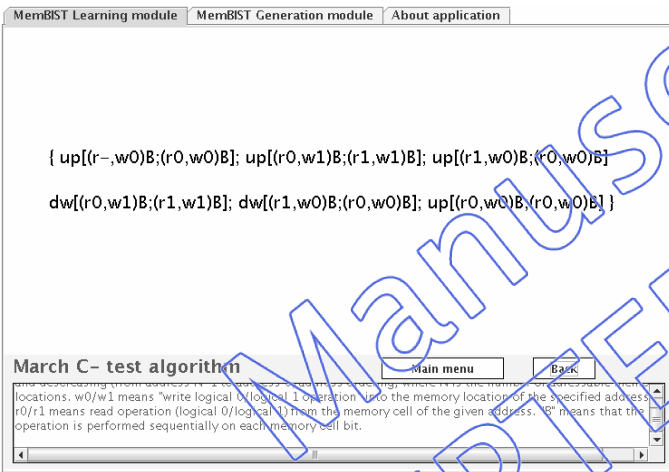 MemBIST Learning module MemBIST Generation module About application
{ up[(r-,w0)B;(r0,w0)B]; up[(r0,w1)B;(r1,w1)B]; up[(r1,w0)B;(r0,w0)B]
dw[(r0,w1)B;(r1,w1)B]; dw[(r1,w0)B;(r0,w0)B]; up[(r0,w0)B,(r0,w0)B] }
March C- test algorithm Main menu Back
locations. w0/w1 means "write logical 0/logical 1 operation" into the memory location of the specified address
r0/r1 means read operation (logical 0/logical 1) from the memory cell of the given address. "B" means that the
operation is performed sequentially on each memory cell bit.
Manusc
PTE